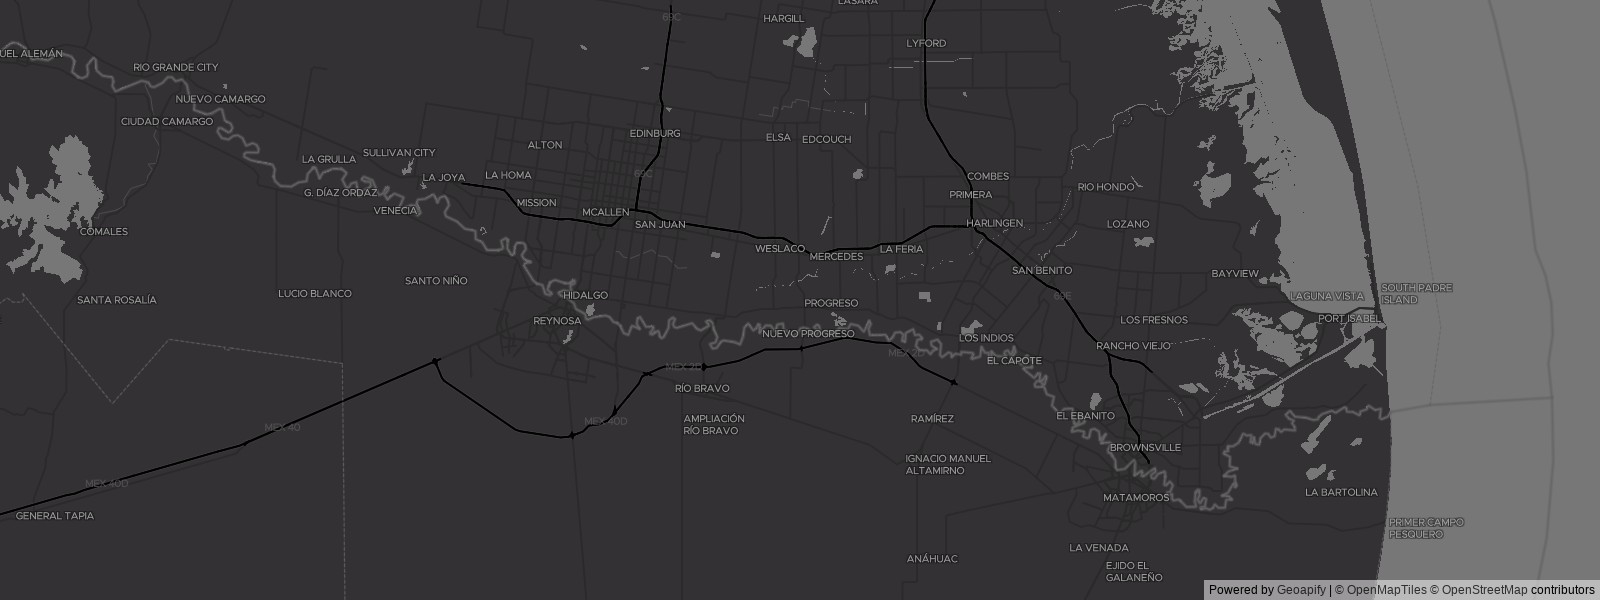 LASARA
HARGILL
69C
LYFORD
UEL ALEMÁN
RIO GRANDE CITY
NUEVO CAMARGO
CIUDAD CAMARGO
EDINBURG
ELSA
EDCOUCH
ALTON
SULLIVAN CITY
LA GRULLA
LA JOYA
LA HOMA
69C
COMBES
PRIMERA
RIO HONDO
G. DÍAZ ORDAZ
VENECIA
MISSION
MCALLEN
SAN JUAN
HARLINGEN
LOZANO
COMALES
WESLACO
MERCEDES
LA FERIA
SAN BENITO
BAYVIEW
SANTO NIÑO
LUCIO BLANCO
SANTA ROSALÍA
HIDALGO
69E
LAGUNA VISTA
SOUTH PADRE
ISLAND
PROGRESO
REYNOSA
LOS FRESNOS
PORT ISABEL
NUEVO PROGRESO
LOS INDIOS
RANCHO VIEJO
MEX 2D
EL CAPOTE
MEX 2D
RÍO BRAVO
AMPLIACIÓN
RÍO BRAVO
RAMÍREZ
EL EBANITO
MEX 40
MEX 40D
BROWNSVILLE
IGNACIO MANUEL
ALTAMIRNO
MEX 40D
LA BARTOLINA
MATAMOROS
GENERAL TAPIA
PRIMER CAMPO
PESQUERO
LA VENADA
ANÁHUAC
EJIDO EL
GALANEÑO
Powered by Geoapify | © OpenMapTiles © OpenStreetMap contributors